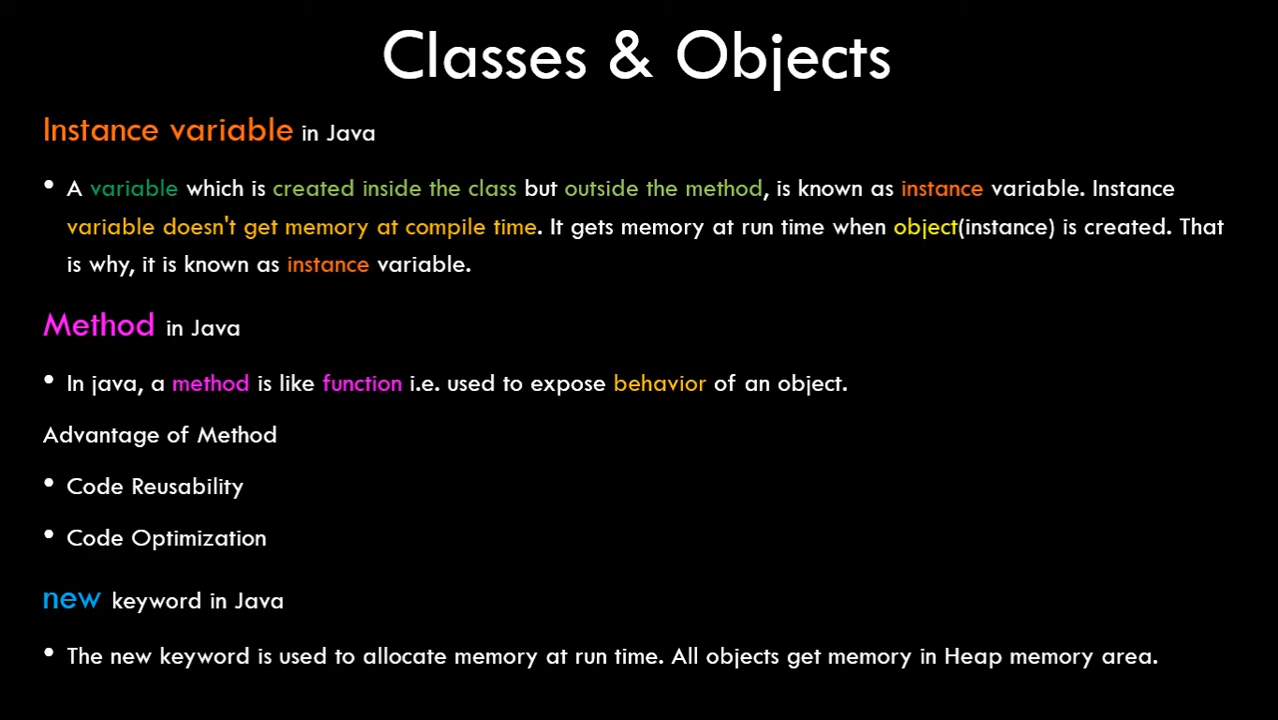 Classes & Objects
Instance variable in Java
• A variable which is created inside the class but outside the method, is known as instance variable. Instance
variable doesn't get memory at compile time. It gets memory at run time when object(instance) is created. That
is why, it is known as instance variable.
Method in Java
• In java, a method is like function i.e. used to expose behavior of an object.
Advantage of Method
• Code Reusability
• Code Optimization
new keyword in Java
• The new keyword is used to allocate memory at run time. All objects get memory in Heap memory area.